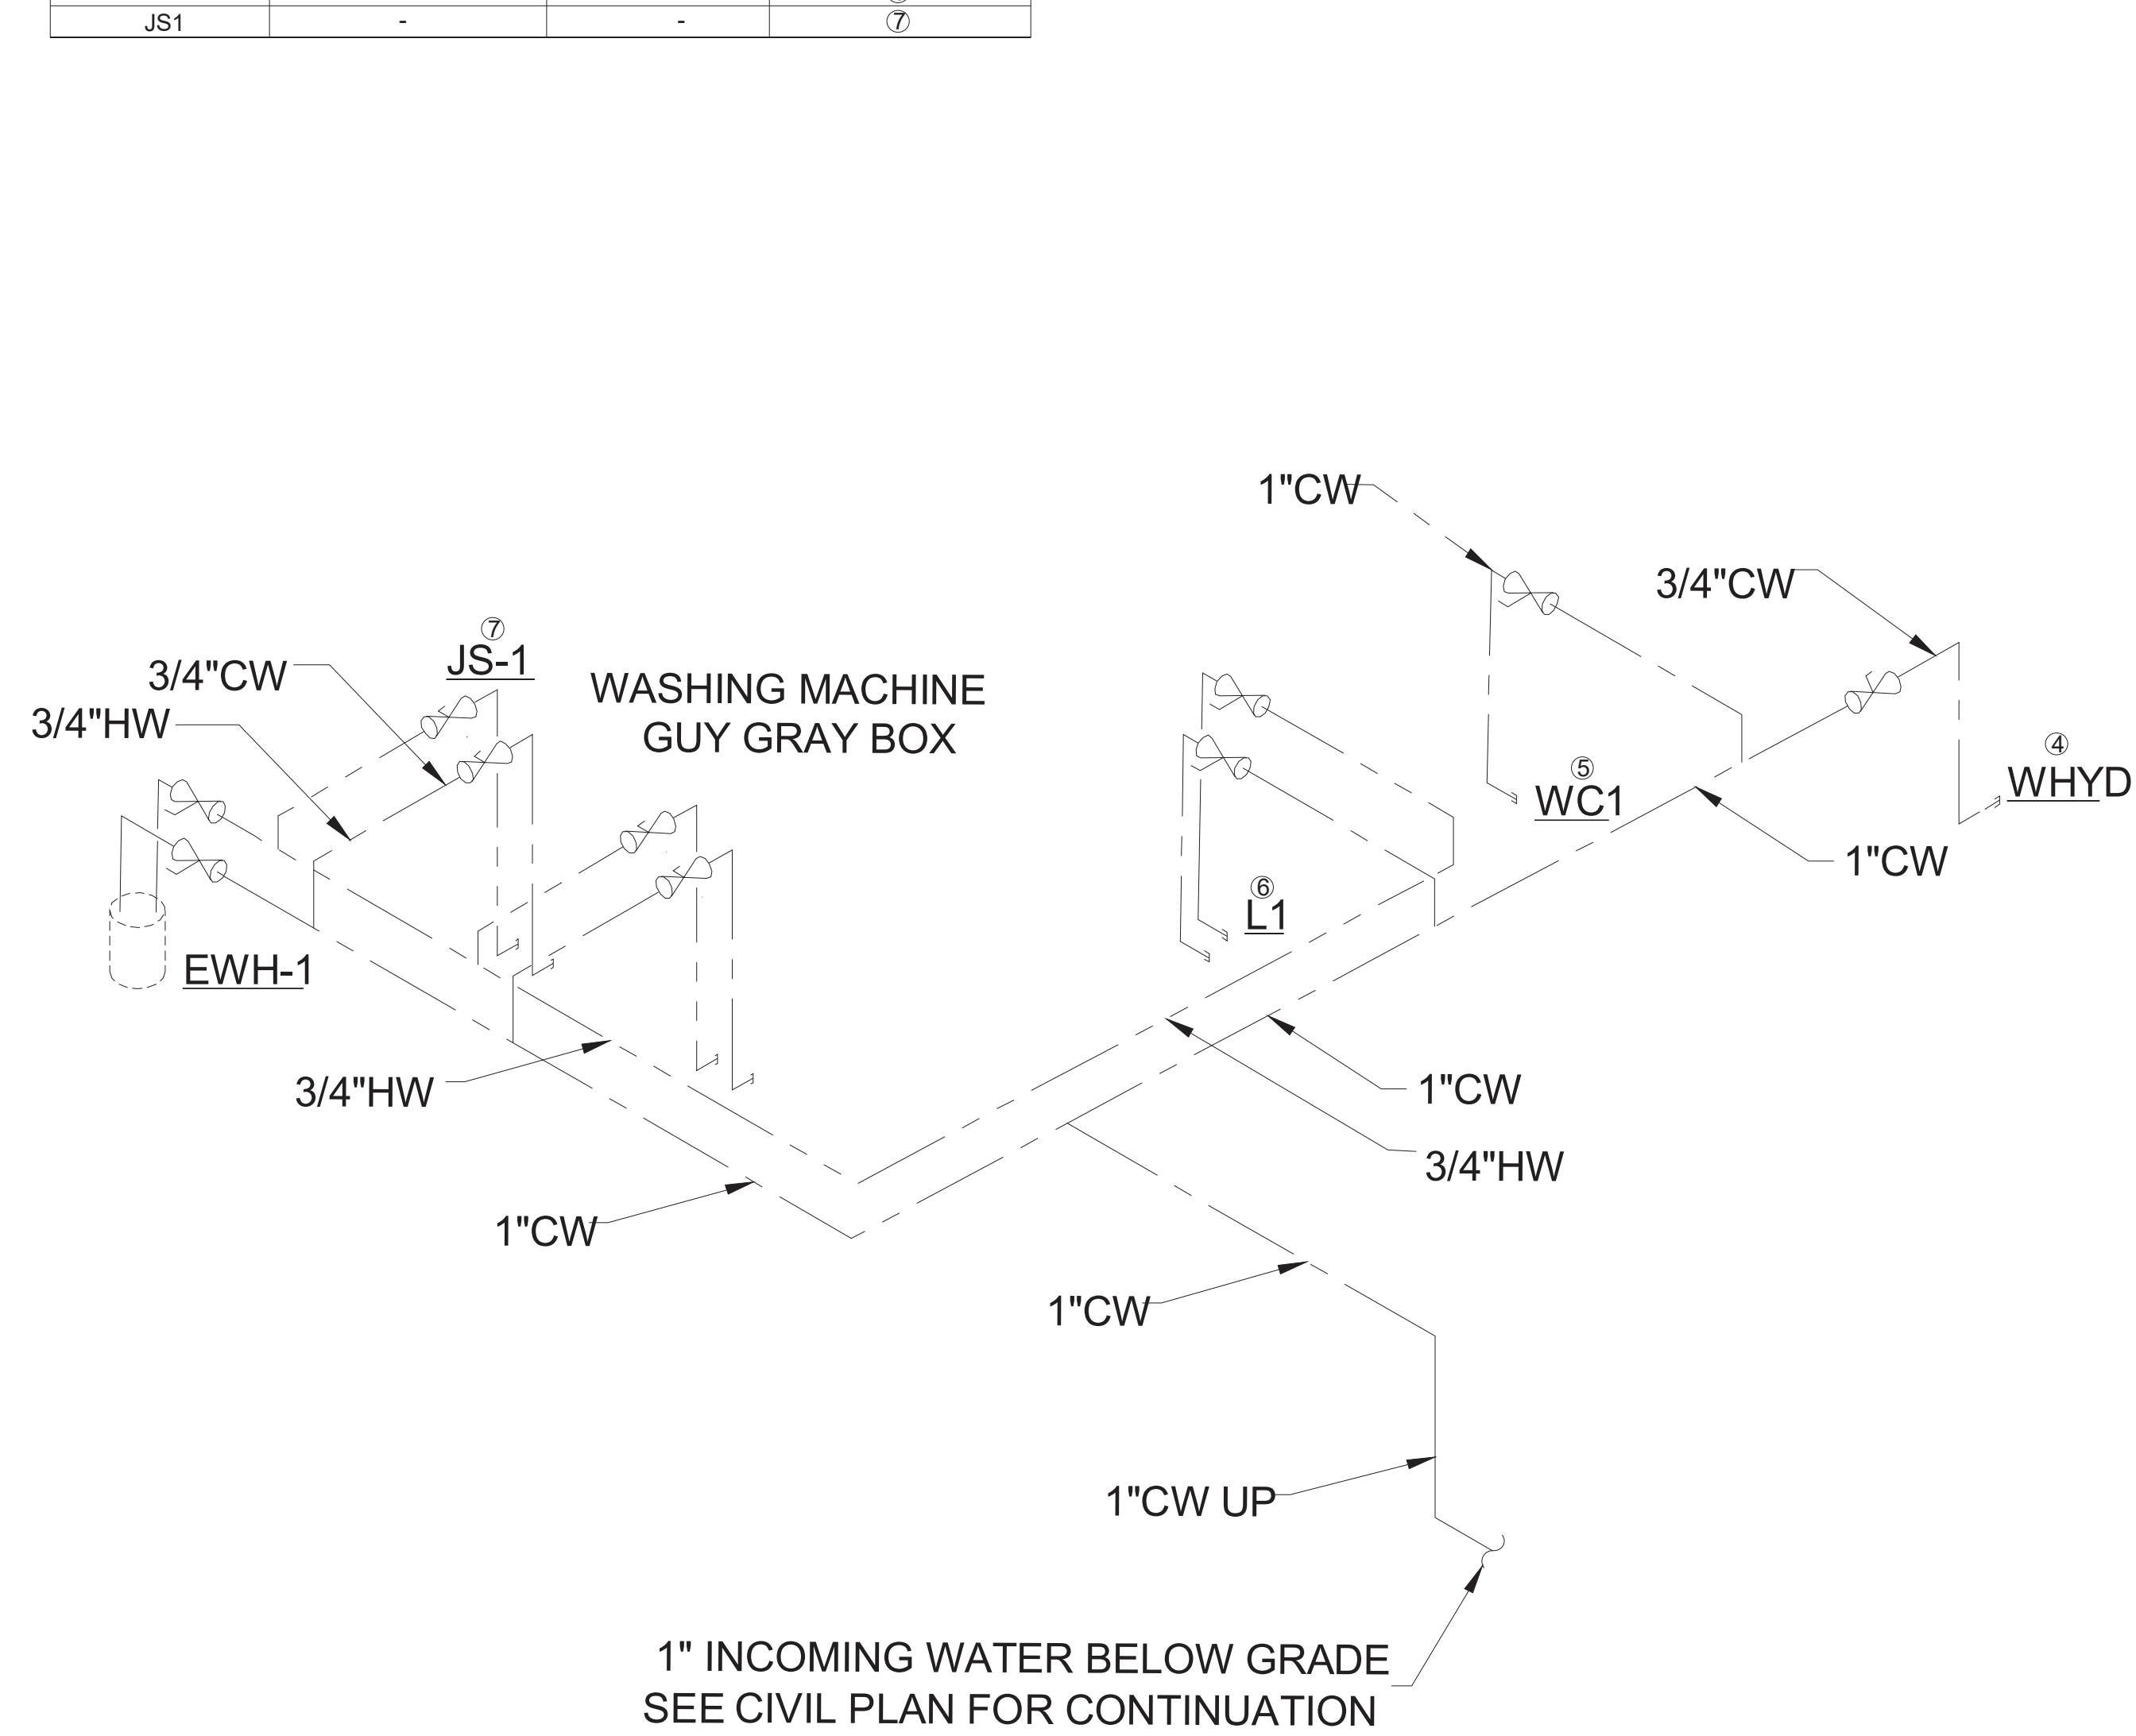 JS1 - - 7
1"CW
3/4"CW
7
JS-1
3/4"CW
WASHING MACHINE
GUY GRAY BOX
3/4"HW
4
WHYD
5
WC1
1"CW
6
L1
EWH-1
3/4"HW
1"CW
3/4"HW
1"CW
1"CW
1"CW UP
1" INCOMING WATER BELOW GRADE
SEE CIVIL PLAN FOR CONTINUATION